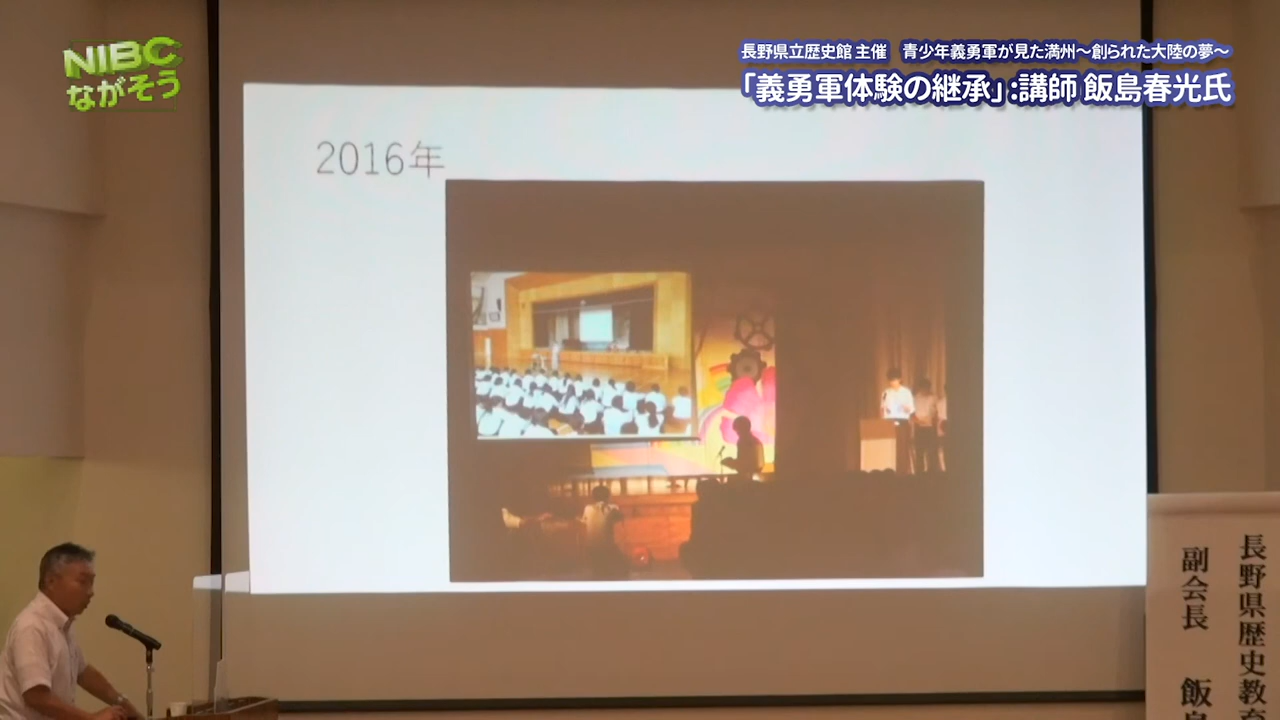 NIBC
ながそう
長野県立歴史館 主催　青少年義勇軍が見た満州～創られた大陸の夢～
「義勇軍体験の継承」:講師 飯島春光氏
2016年
長野県歴史教育
副会長　飯島